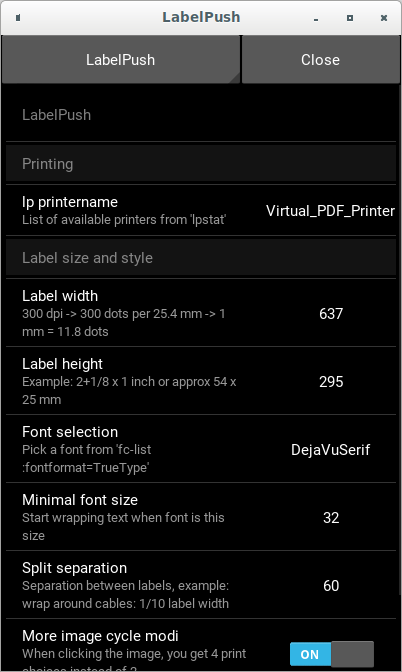 LabelPush
LabelPush
Close
LabelPush
Printing
lp printername
List of available printers from 'lpstat'
Virtual_PDF_Printer
Label size and style
Label width
300 dpi -> 300 dots per 25.4 mm -> 1
mm = 11.8 dots
637
Label height
Example: 2+1/8 x 1 inch or approx 54 x
25 mm
295
Font selection
Pick a font from 'fc-list
:fontformat=TrueType'
DejaVuSerif
Minimal font size
Start wrapping text when font is this
size
32
Split separation
Separation between labels, example:
wrap around cables: 1/10 label width
60
More image cycle modi
When clicking the image, you get 4 print
choices instead of 2
ON